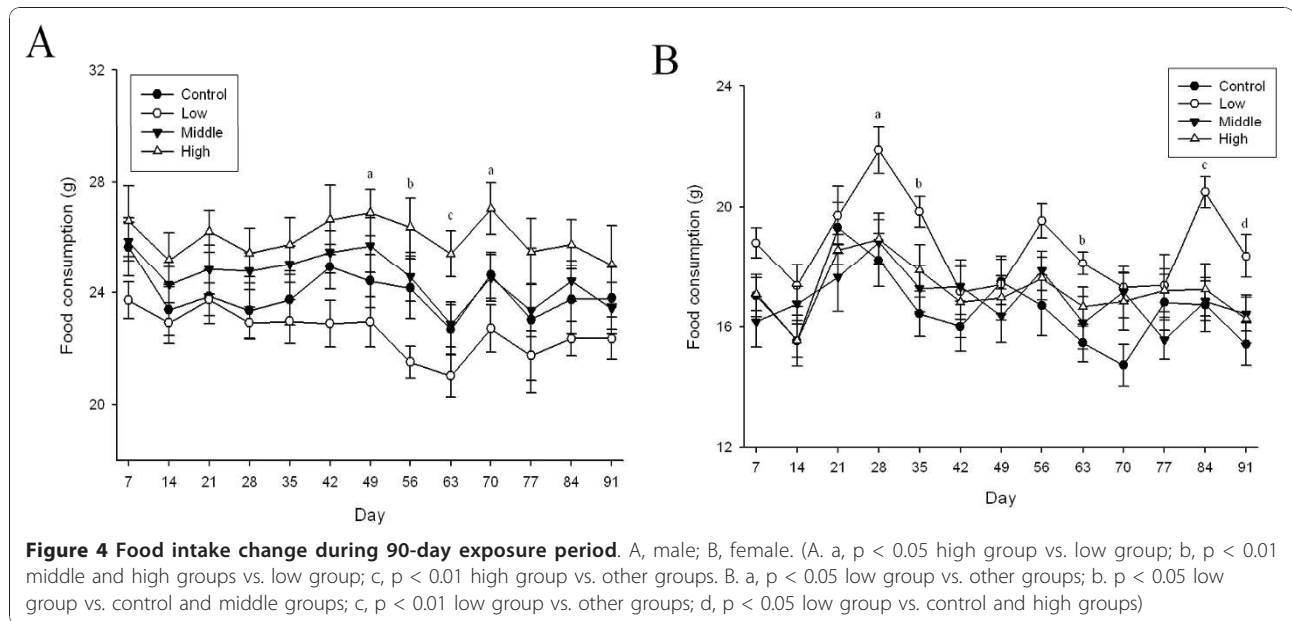 A
32
28
24
20
Food consumption (g)
Control
Low
Middle
High
a
b
c
a
7 14 21 28 35 42 49 56 63 70 77 84 91
Day
B
24
20
16
12
Food consumption (g)
Control
Low
Middle
High
a
b
b
c
d
7 14 21 28 35 42 49 56 63 70 77 84 91
Day
Figure 4 Food intake change during 90-day exposure period. A, male; B, female. (A. a, p < 0.05 high group vs. low group; b, p < 0.01
middle and high groups vs. low group; c, p < 0.01 high group vs. other groups. B. a, p < 0.05 low group vs. other groups; b. p < 0.05 low
group vs. control and middle groups; c, p < 0.01 low group vs. other groups; d, p < 0.05 low group vs. control and high groups)